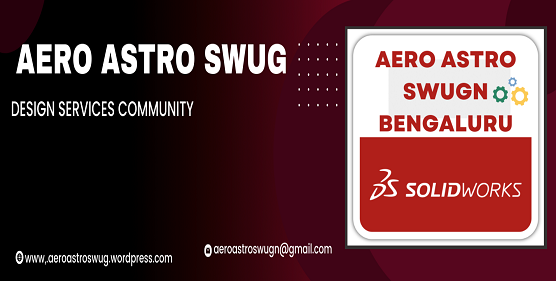 AERO ASTRO SWUG
DESIGN SERVICES COMMUNITY
www,.aeroastroswug.wordpress.com
aeroastroswugn@gmail.com
AERO ASTRO
SWUGN
BENGALURU
SOLIDWORKS